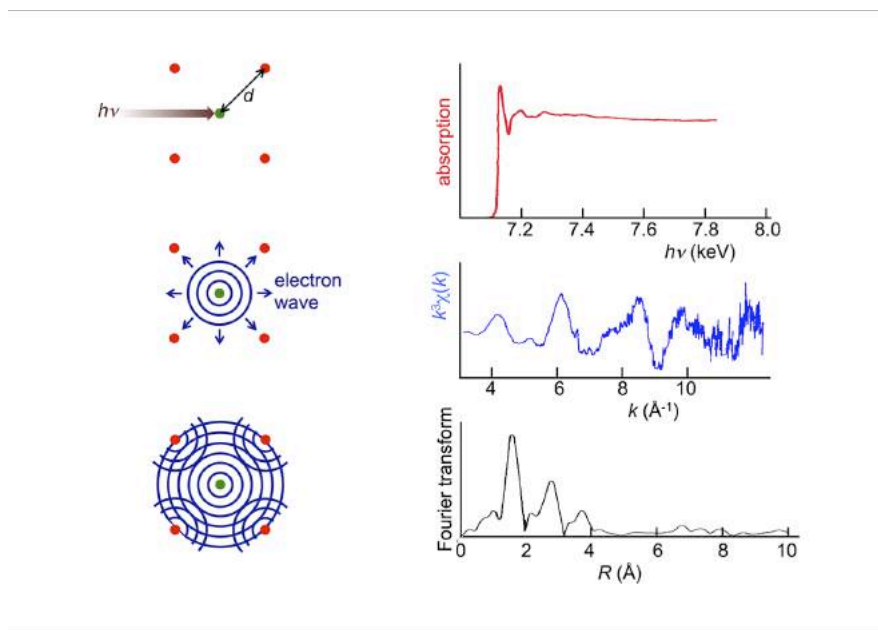 hν
d
electron
wave
absorption
7.2 7.4 7.6 7.8 8.0
hν (keV)
k³χ(k)
4 6 8 10
k (Å⁻¹)
Fourier transform
0 2 4 6 8 10
R (Å)